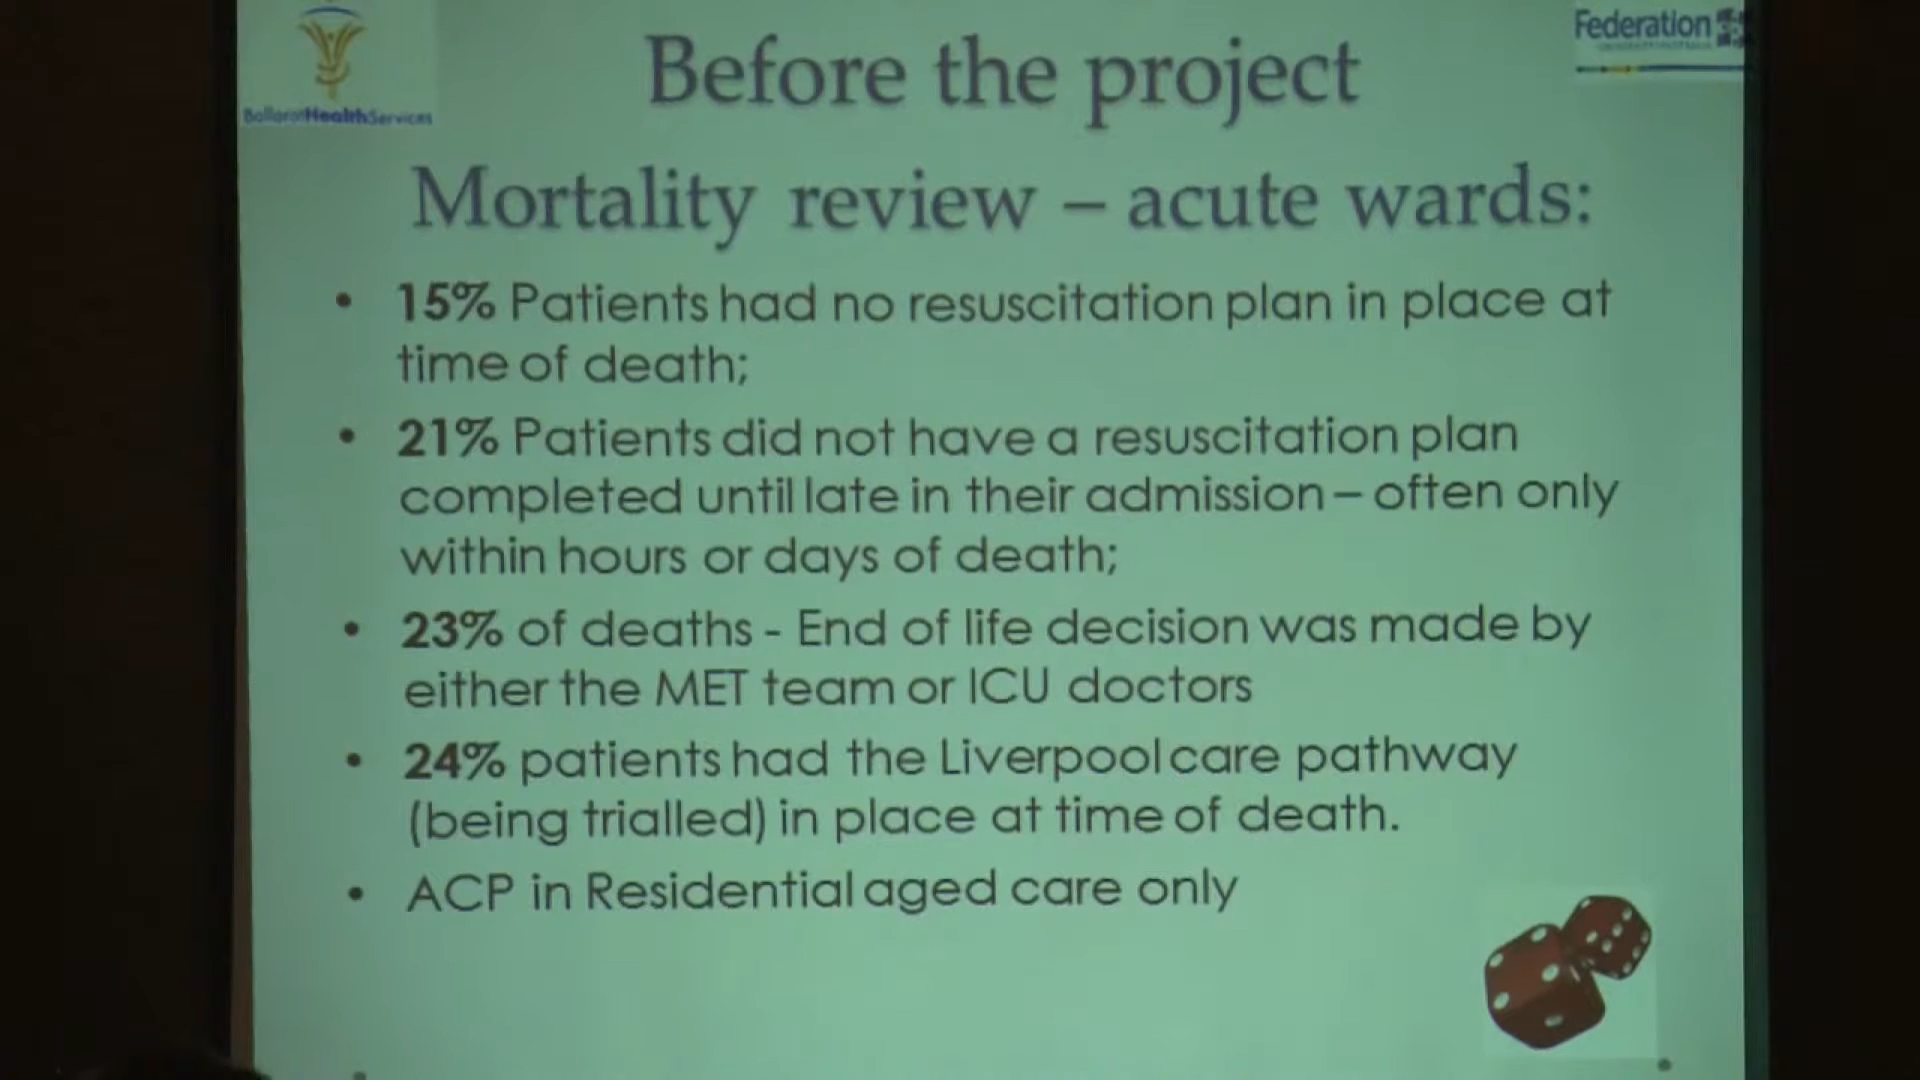 BallaratHealthServices
Federation
UNIVERSITY AUSTRALIA
Before the project
Mortality review – acute wards:
• 15% Patients had no resuscitation plan in place at
time of death;
• 21% Patients did not have a resuscitation plan
completed until late in their admission – often only
within hours or days of death;
• 23% of deaths - End of life decision was made by
either the MET team or ICU doctors
• 24% patients had the Liverpool care pathway
(being trialled) in place at time of death.
• ACP in Residential aged care only